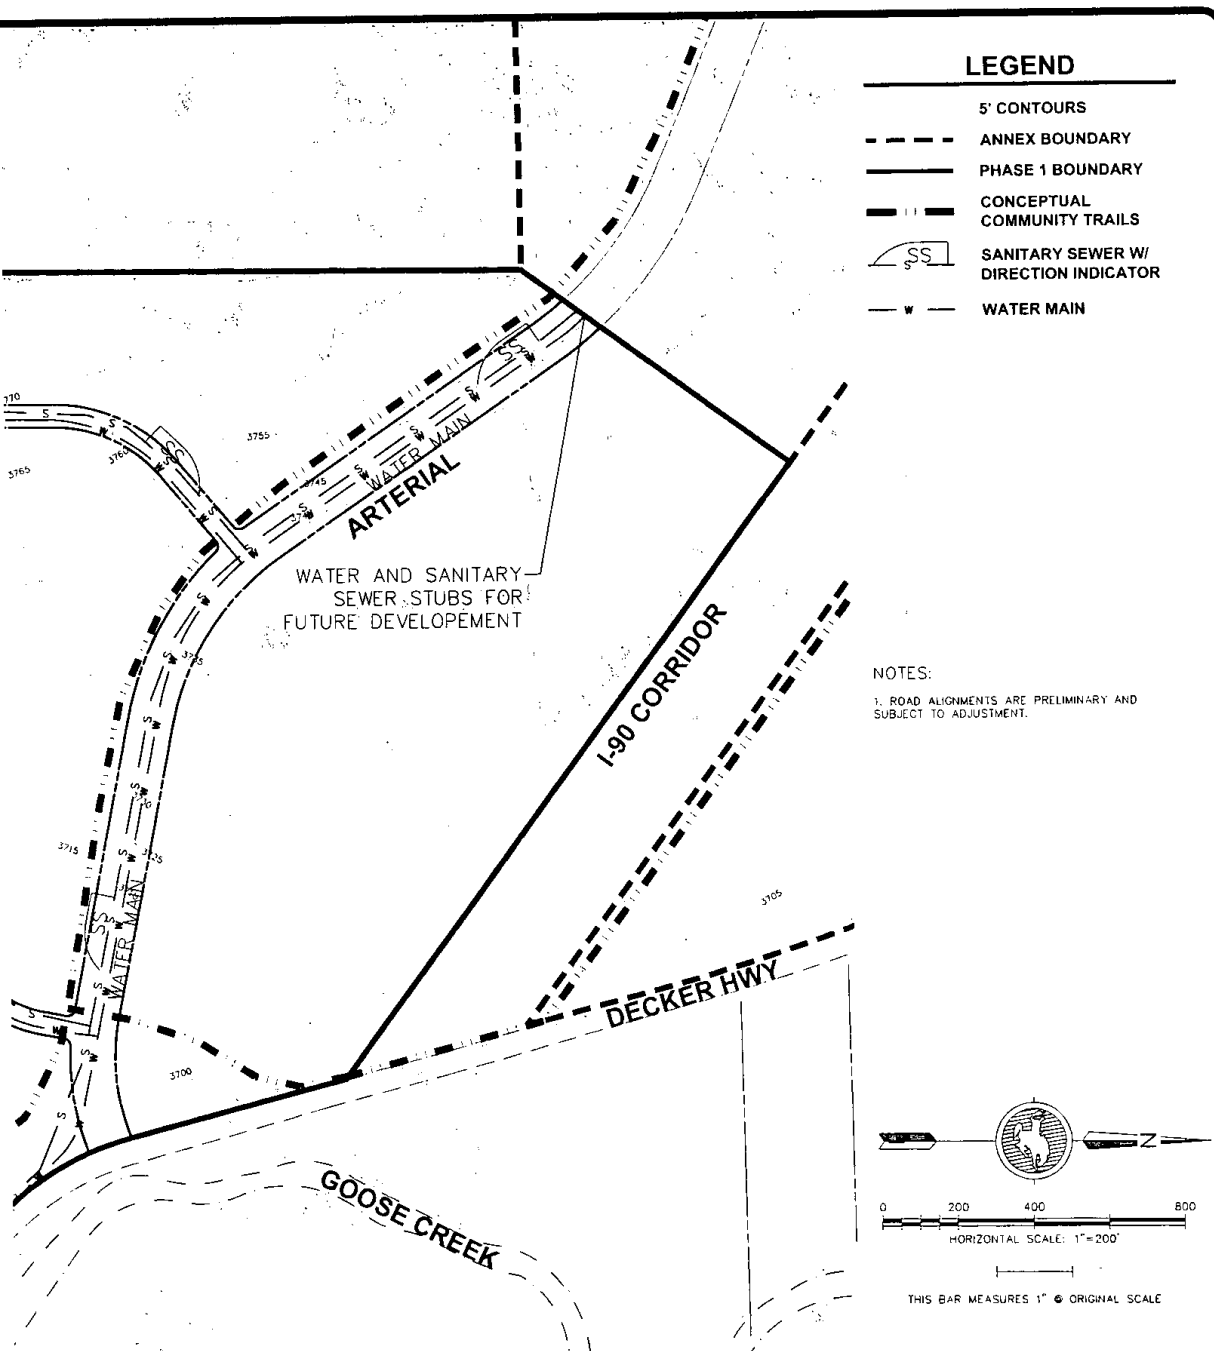 LEGEND
5' CONTOURS
ANNEX BOUNDARY
PHASE 1 BOUNDARY
CONCEPTUAL
COMMUNITY TRAILS
SS
S
SANITARY SEWER W/
DIRECTION INDICATOR
W
WATER MAIN
3755
3760
3765
3745
WATER MAIN
ARTERIAL
WATER AND SANITARY
SEWER STUBS FOR
FUTURE DEVELOPEMENT
I-90 CORRIDOR
NOTES:
1. ROAD ALIGNMENTS ARE PRELIMINARY AND
SUBJECT TO ADJUSTMENT.
3715
3725
SS
WATER MAIN
3705
DECKER HWY
3700
GOOSE CREEK
N
0 200 400 800
HORIZONTAL SCALE: 1"=200'
THIS BAR MEASURES 1" @ ORIGINAL SCALE